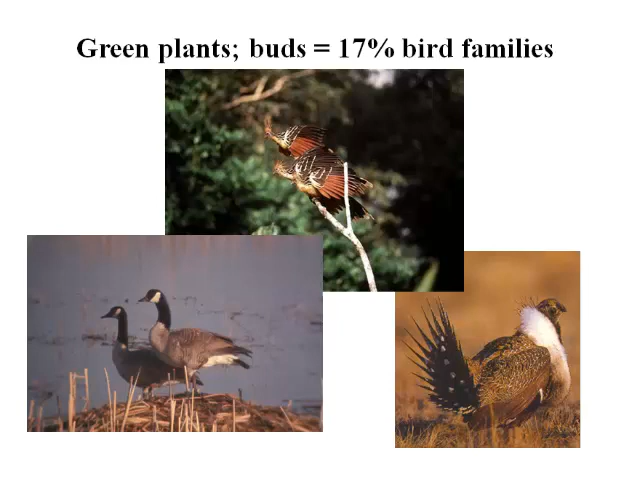 Green plants; buds = 17% bird families